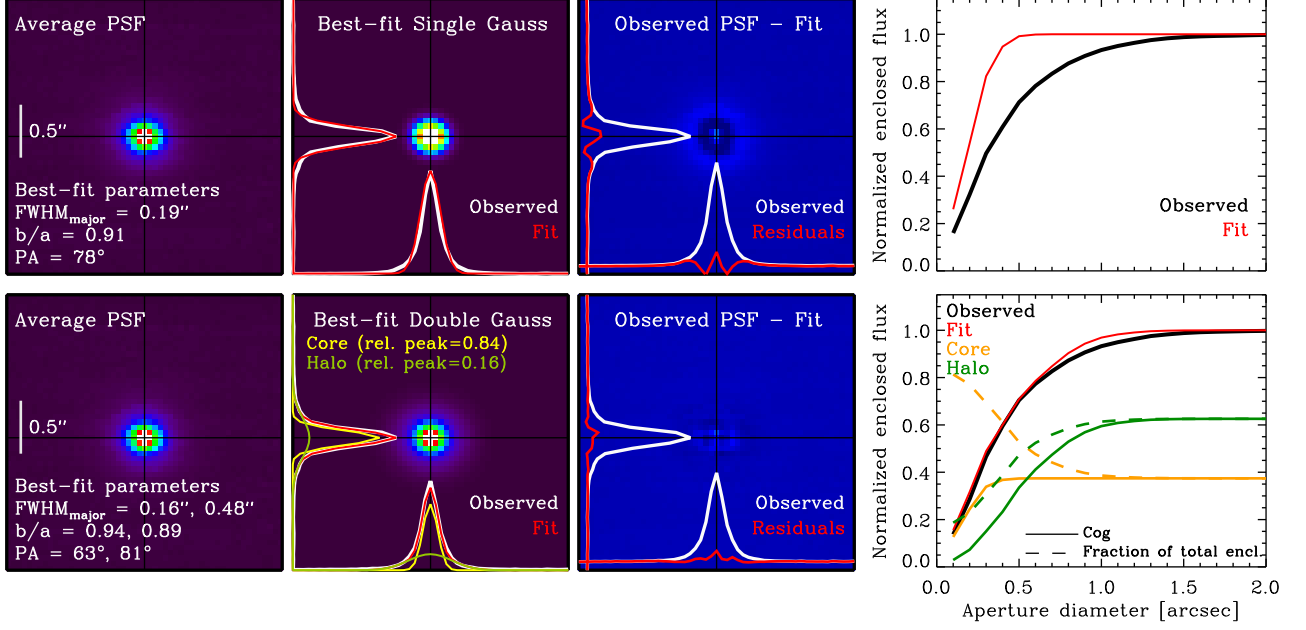 Average PSF
0.5″
Best-fit parameters
FWHMmajor = 0.19″
b/a = 0.91
PA = 78°
Best-fit Single Gauss
Observed
Fit
Observed PSF - Fit
Observed
Residuals
Normalized enclosed flux
1.0
0.8
0.6
0.4
0.2
0.0
Observed
Fit
Average PSF
0.5″
Best-fit parameters
FWHMmajor = 0.16″, 0.48″
b/a = 0.94, 0.89
PA = 63°, 81°
Best-fit Double Gauss
Core (rel. peak=0.84)
Halo (rel. peak=0.16)
Observed
Fit
Observed PSF - Fit
Observed
Residuals
Normalized enclosed flux
1.0
0.8
0.6
0.4
0.2
0.0
Observed
Fit
Core
Halo
Cog
Fraction of total encl.
0.0 0.5 1.0 1.5 2.0
Aperture diameter [arcsec]